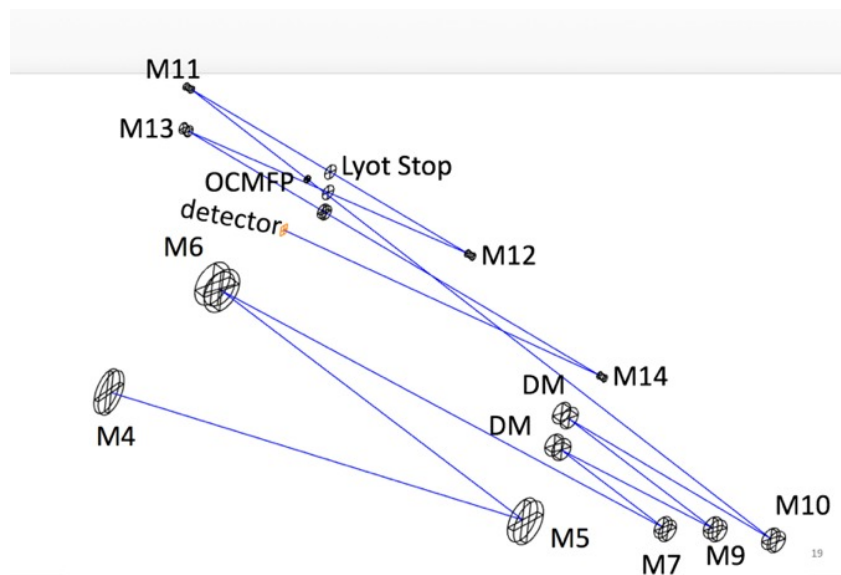 M11
M13
Lyot Stop
OCMFP
detector
M6
M12
M14
DM
DM
M4
M5
M10
M9
M7
19